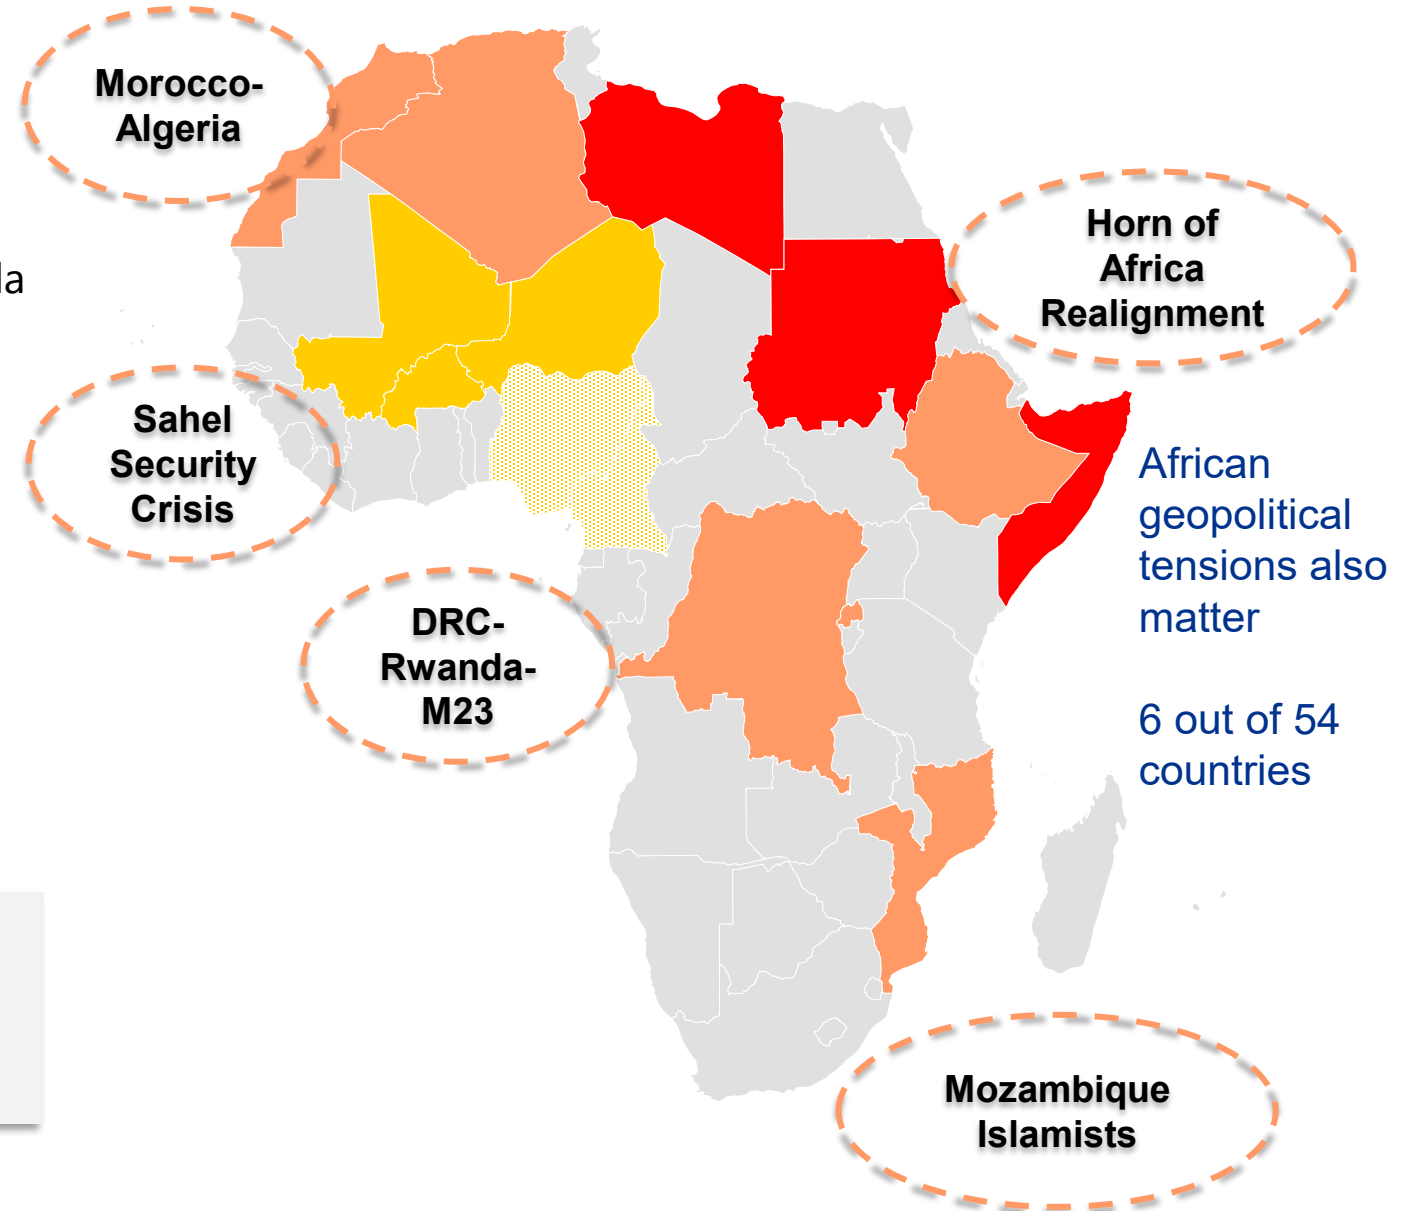 Morocco-
Algeria
Horn of
Africa
Realignment
da
Sahel
Security
Crisis
African
geopolitical
tensions also
matter
DRC-
Rwanda-
M23
6 out of 54
countries
Mozambique
Islamists